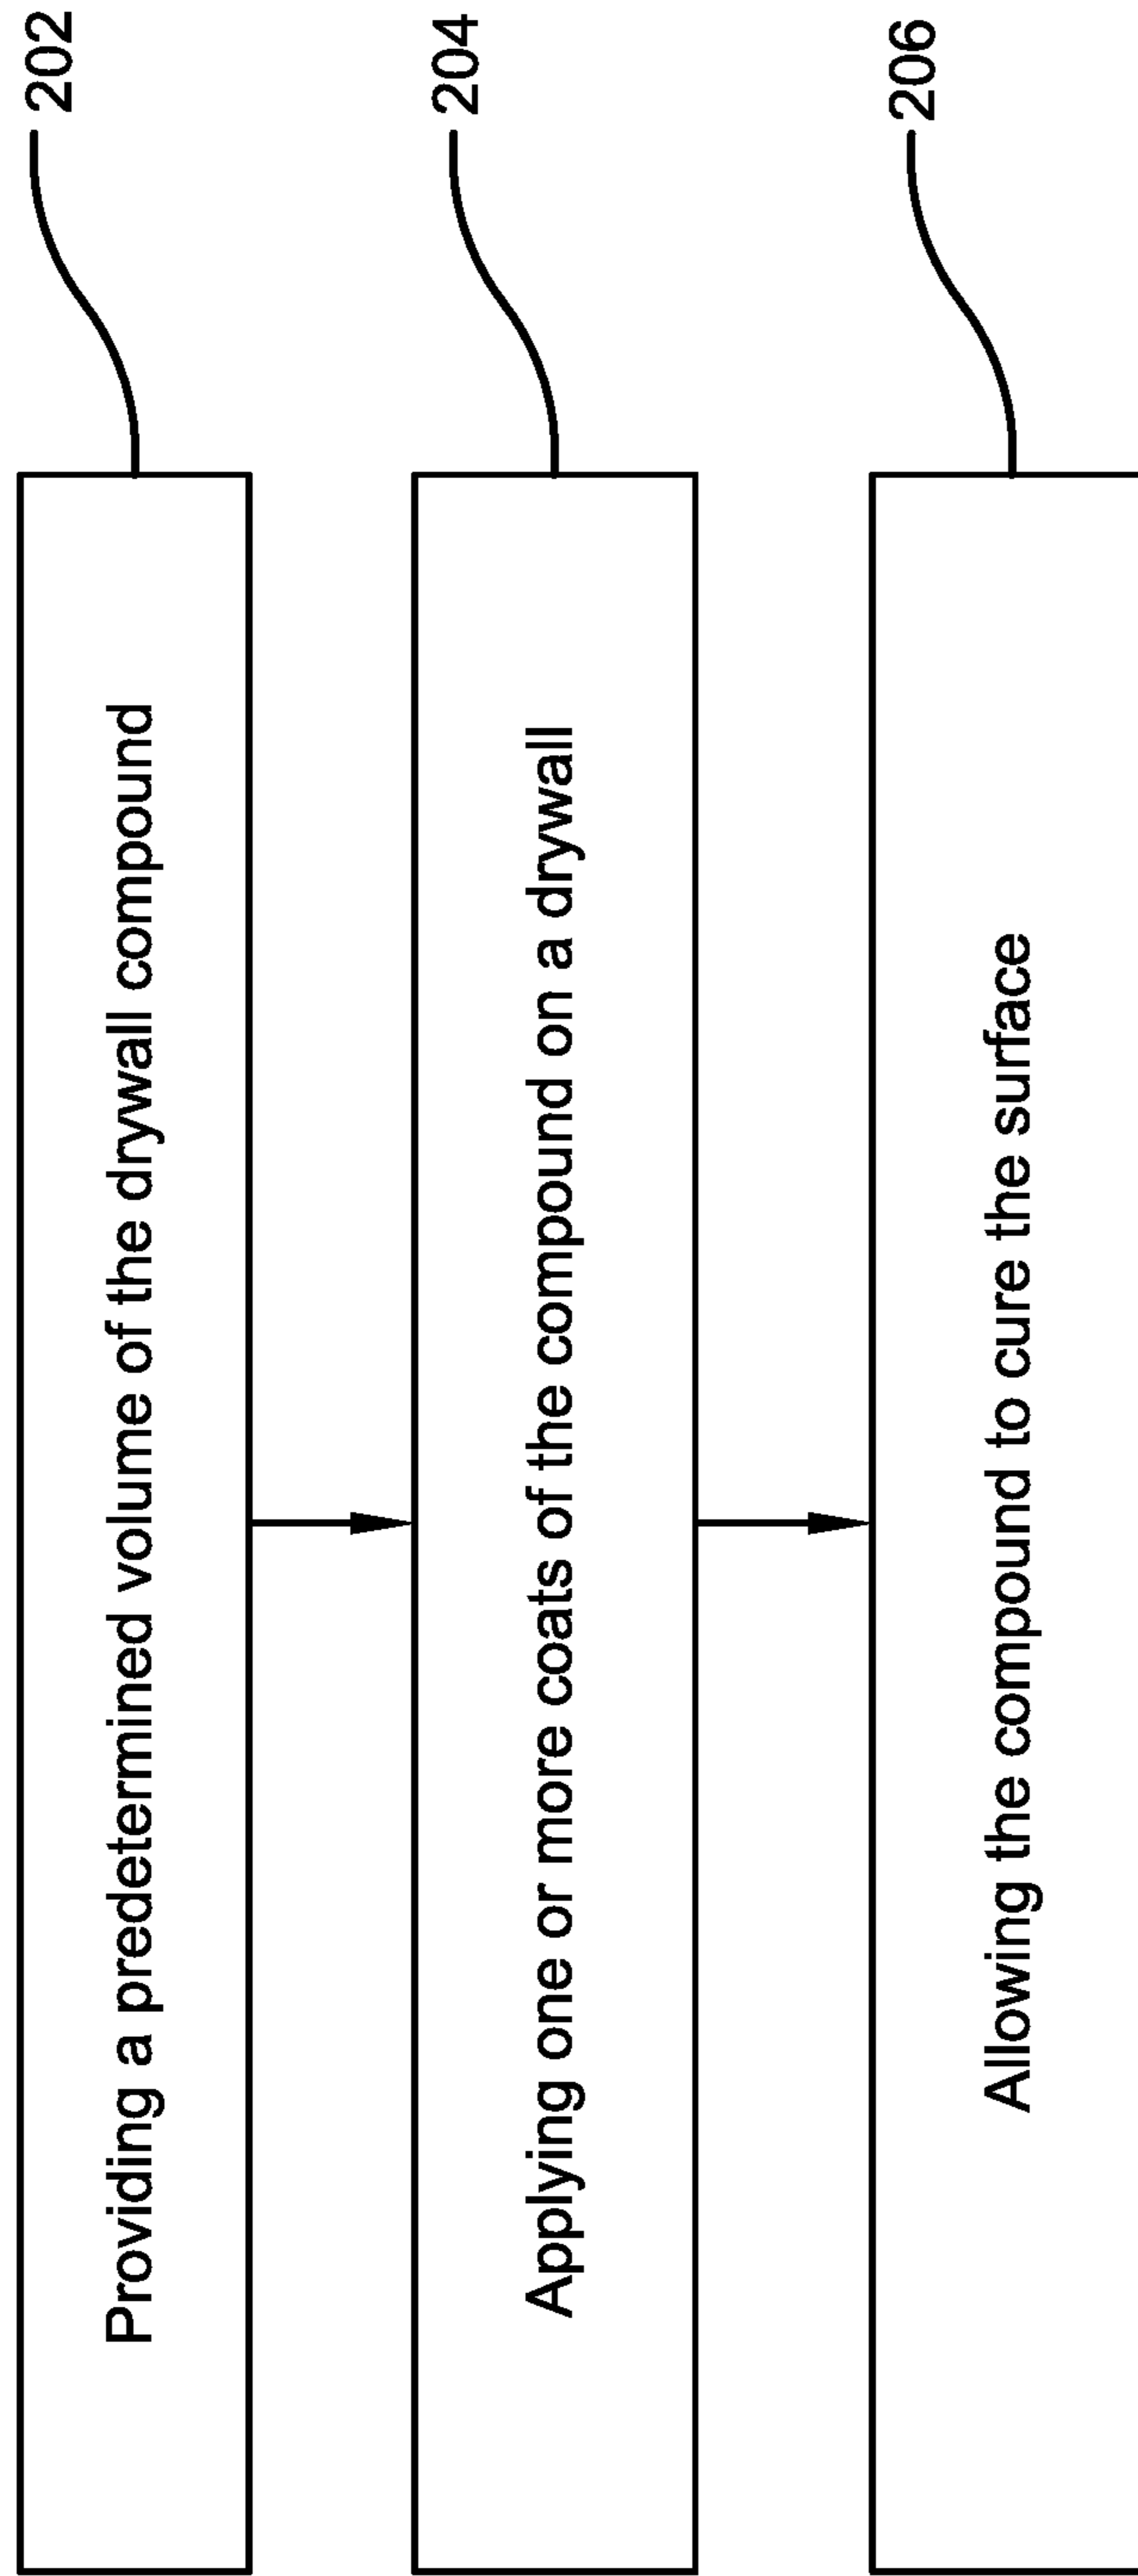 202
Providing a predetermined volume of the drywall compound
204
Applying one or more coats of the compound on a drywall
206
Allowing the compound to cure the surface